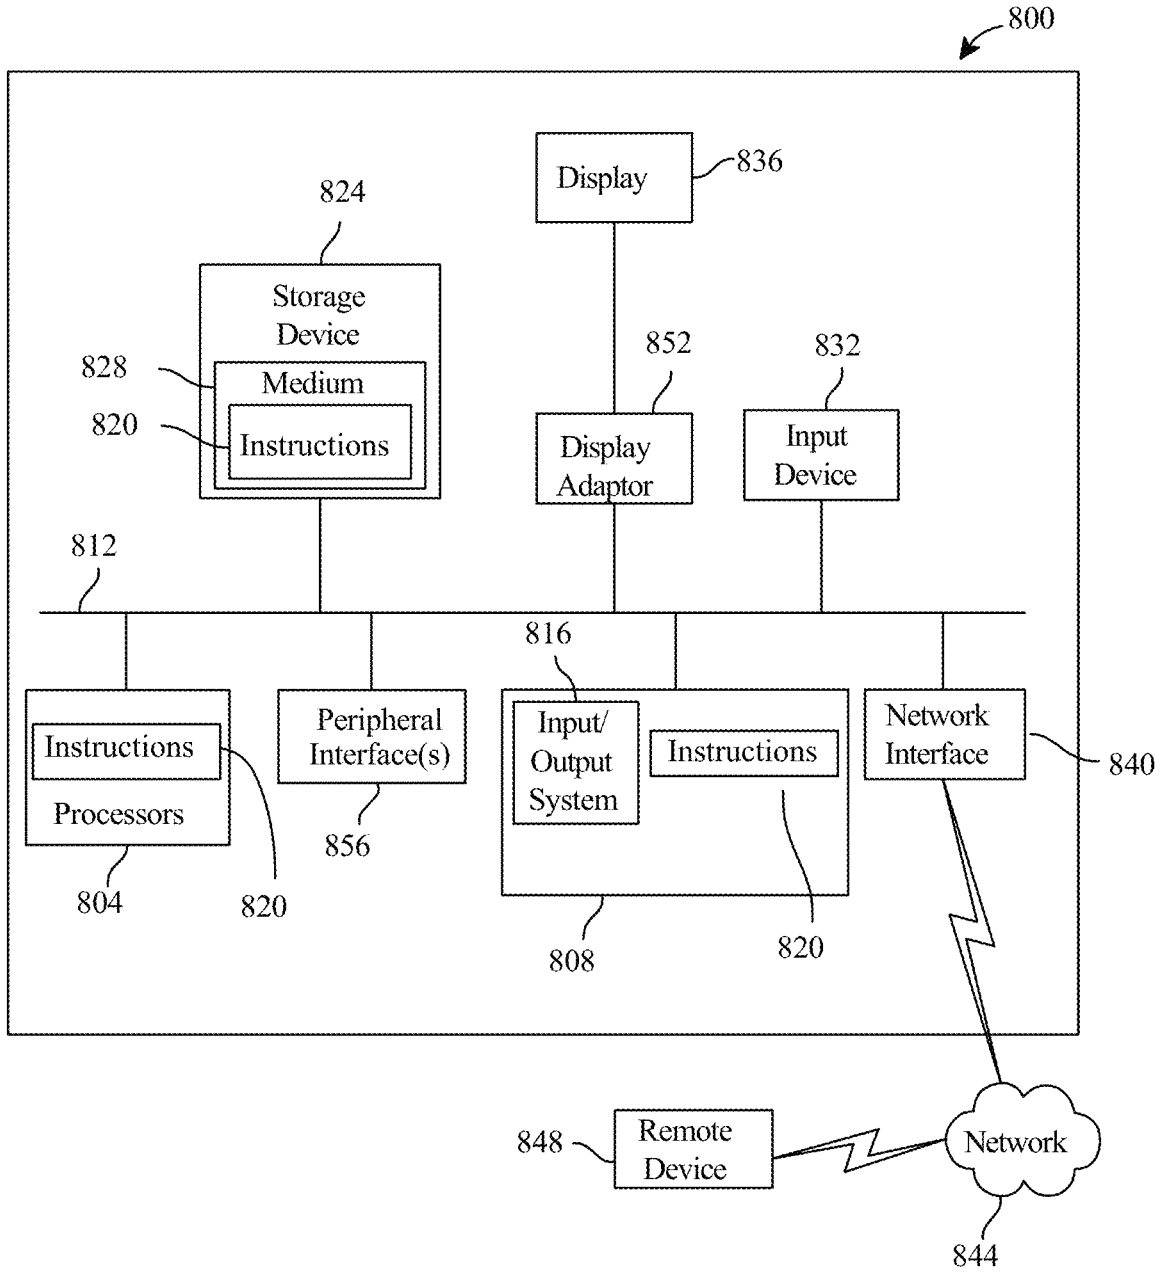 800
Display
836
824
Storage
Device
828
Medium
820
Instructions
852
Display
Adaptor
832
Input
Device
812
Instructions
Processors
804
820
Peripheral
Interface(s)
856
816
Input/
Output
System
Instructions
820
808
Network
Interface
840
848
Remote
Device
Network
844